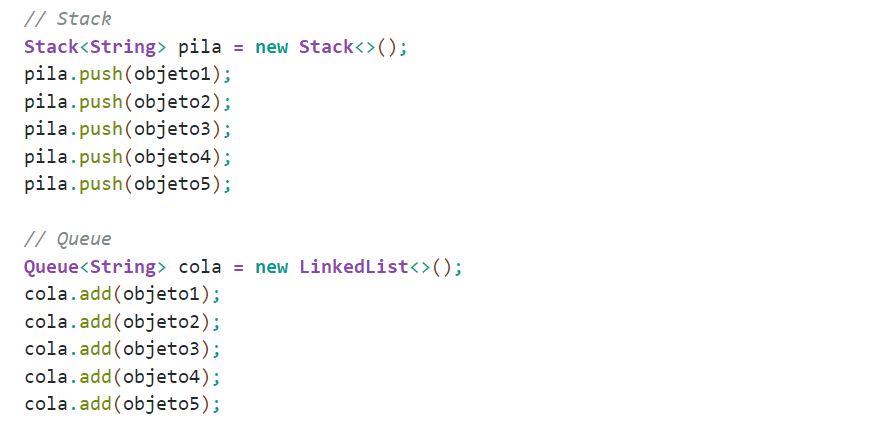 // Stack
Stack<String> pila = new Stack<>();
pila.push(objeto1);
pila.push(objeto2);
pila.push(objeto3);
pila.push(objeto4);
pila.push(objeto5);
// Queue
Queue<String> cola = new LinkedList<>();
cola.add(objeto1);
cola.add(objeto2);
cola.add(objeto3);
cola.add(objeto4);
cola.add(objeto5);